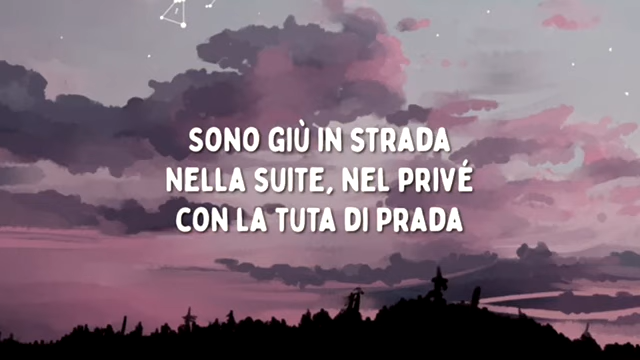 SONO GIÙ IN STRADA
NELLA SUITE, NEL PRIVÉ
CON LA TUTA DI PRADA